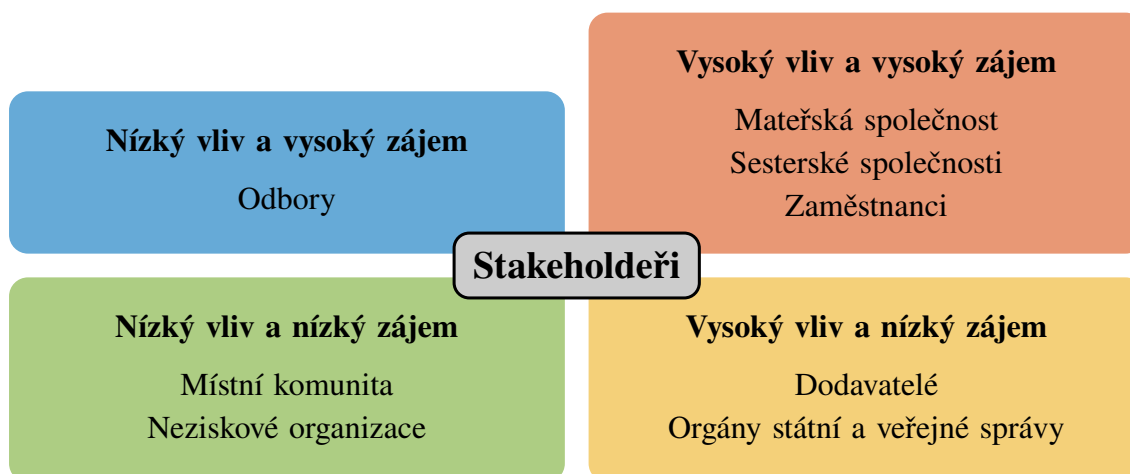 Nízký vliv a vysoký zájem
Odbory
Vysoký vliv a vysoký zájem
Mateřská společnost
Sesterské společnosti
Zaměstnanci
Stakeholdeři
Nízký vliv a nízký zájem
Místní komunita
Neziskové organizace
Vysoký vliv a nízký zájem
Dodavatelé
Orgány státní a veřejné správy